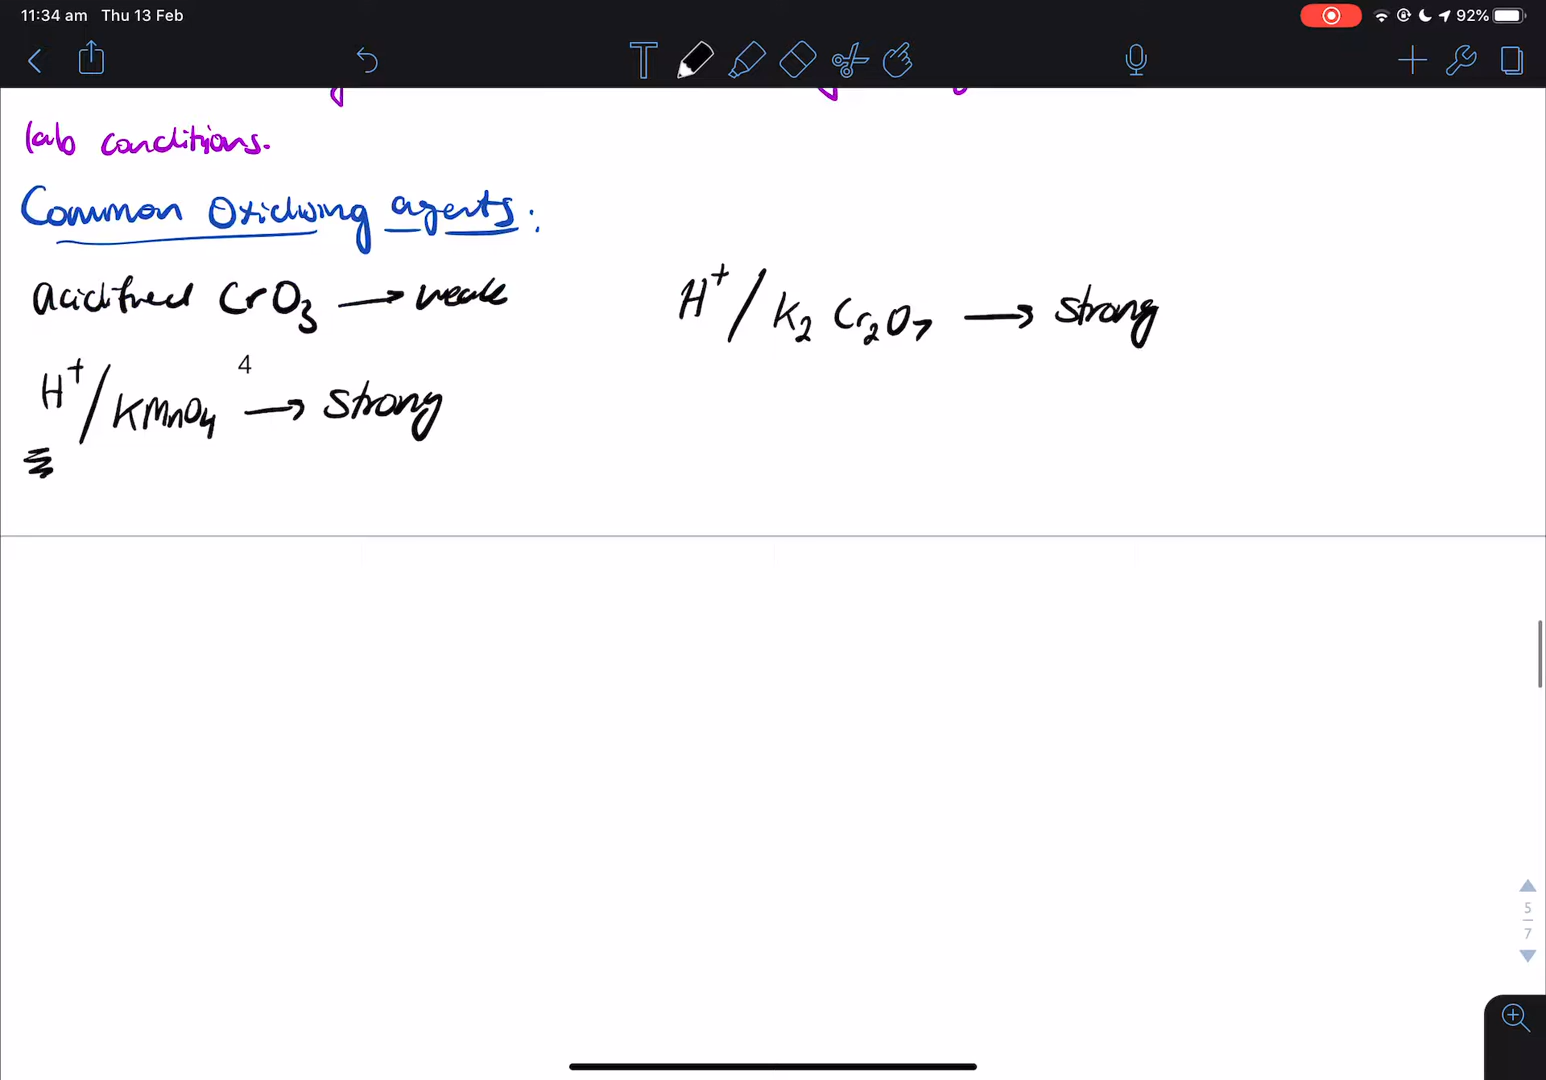 11:34 am Thu 13 Feb
92%
T
lab conditions.
Common Oxidising agents:
acidified CrO₃ → weak
H⁺/K₂Cr₂O₇ → strong
4
H⁺/KMnO₄ → strong
5
7